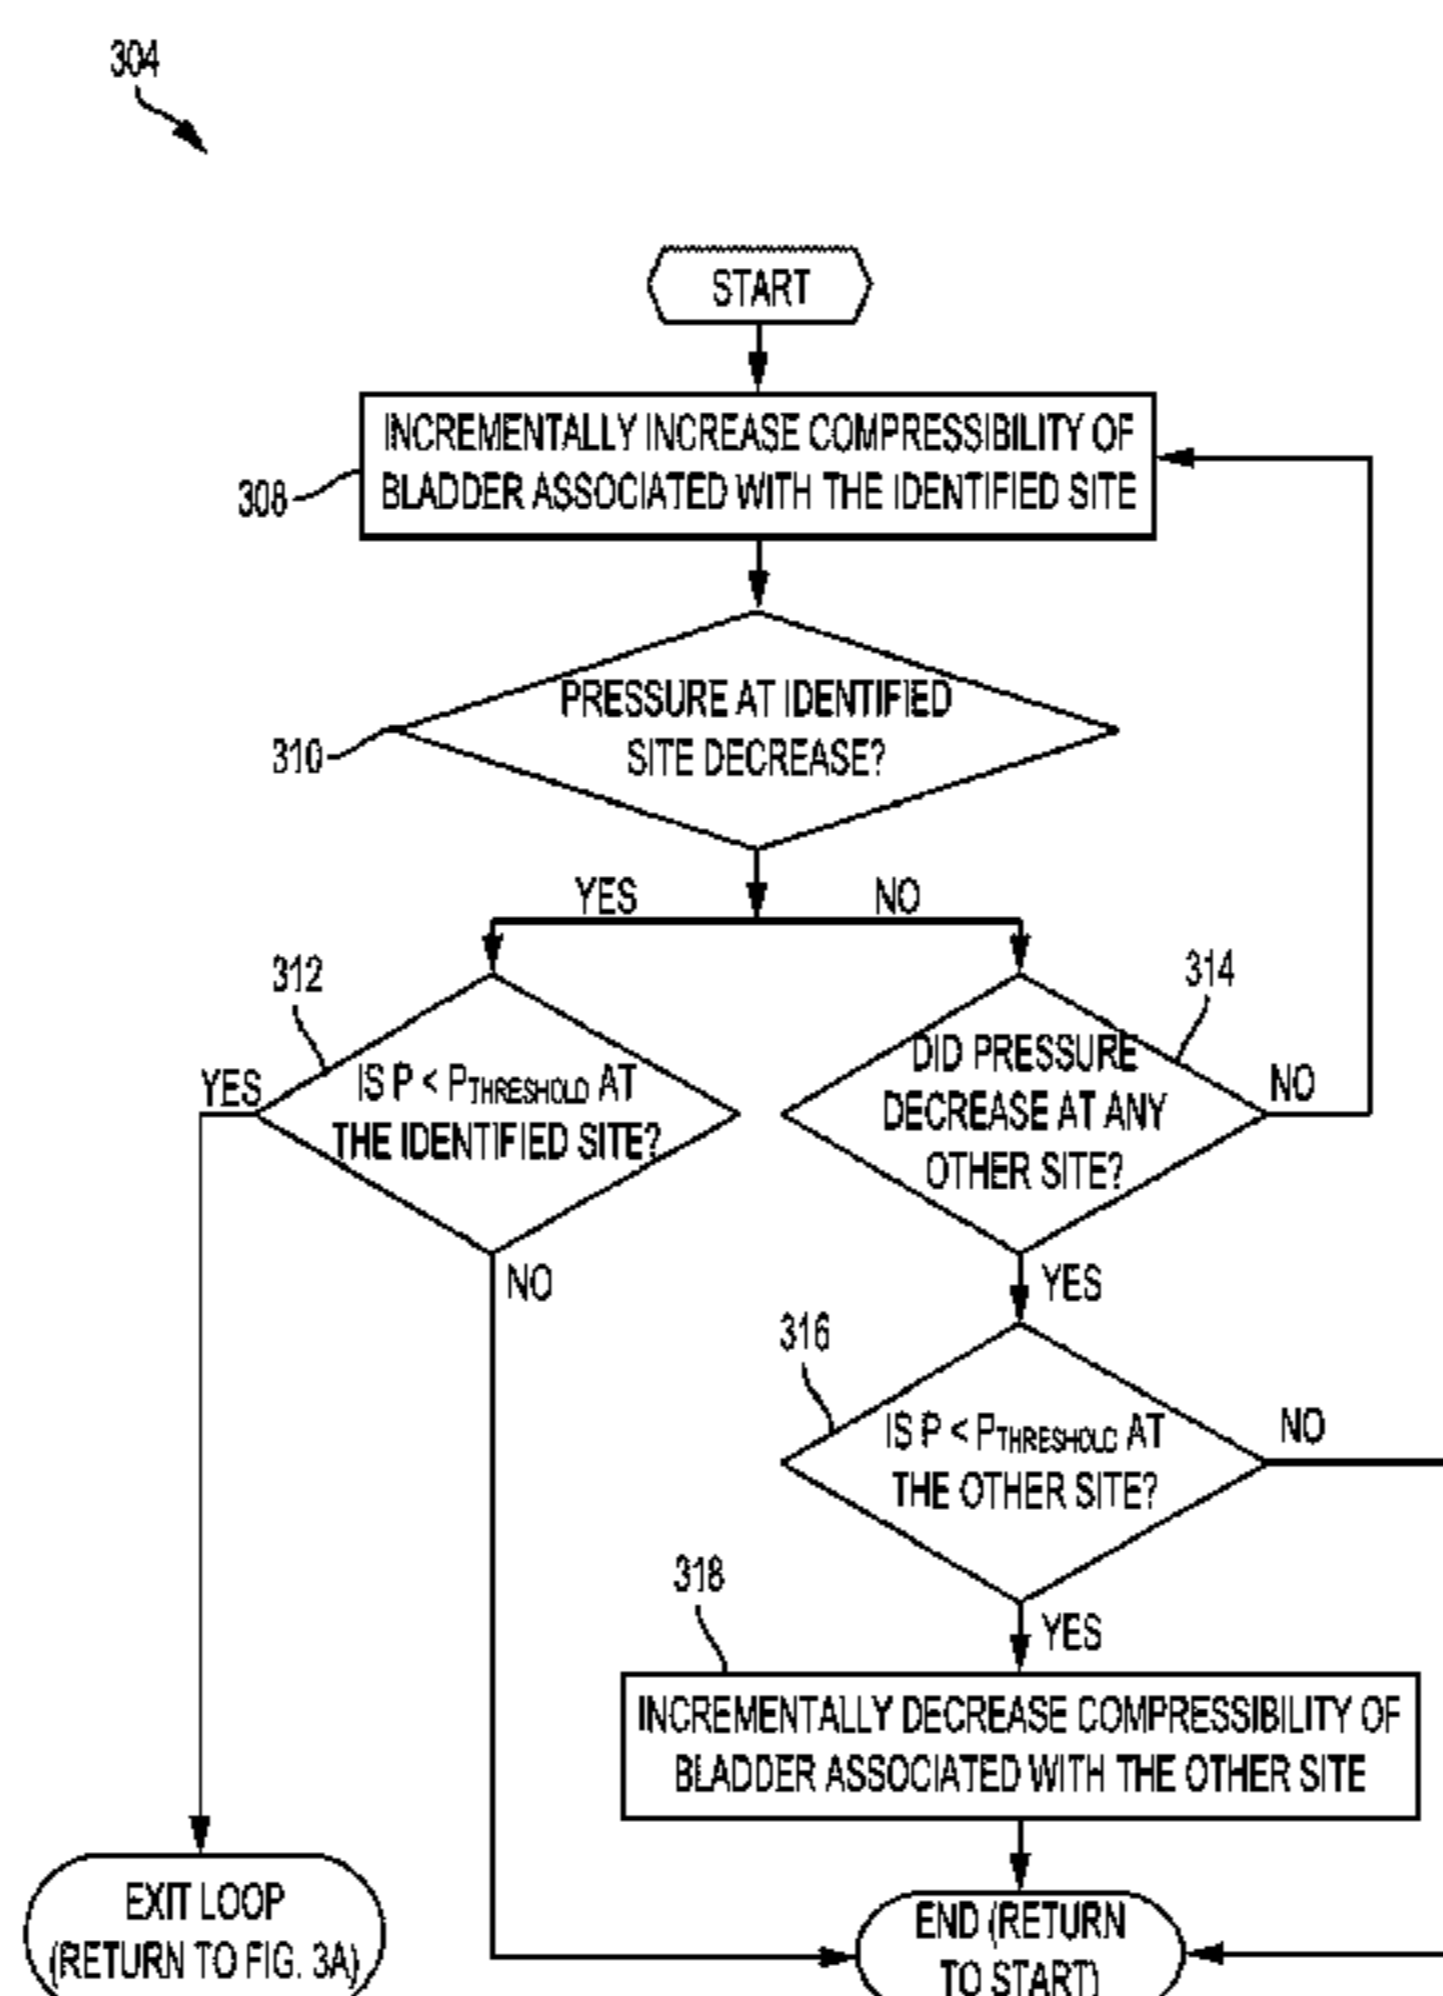 304
START
INCREMENTALLY INCREASE COMPRESSIBILITY OF
BLADDER ASSOCIATED WITH THE IDENTIFIED SITE
308
PRESSURE AT IDENTIFIED
SITE DECREASE?
310
YES
NO
312
314
IS P < PTHRESHOLD AT
THE IDENTIFIED SITE?
YES
NO
DID PRESSURE
DECREASE AT ANY
OTHER SITE?
NO
YES
316
IS P < PTHRESHOLD AT
THE OTHER SITE?
NO
YES
318
INCREMENTALLY DECREASE COMPRESSIBILITY OF
BLADDER ASSOCIATED WITH THE OTHER SITE
EXIT LOOP
(RETURN TO FIG. 3A)
END (RETURN
TO START)